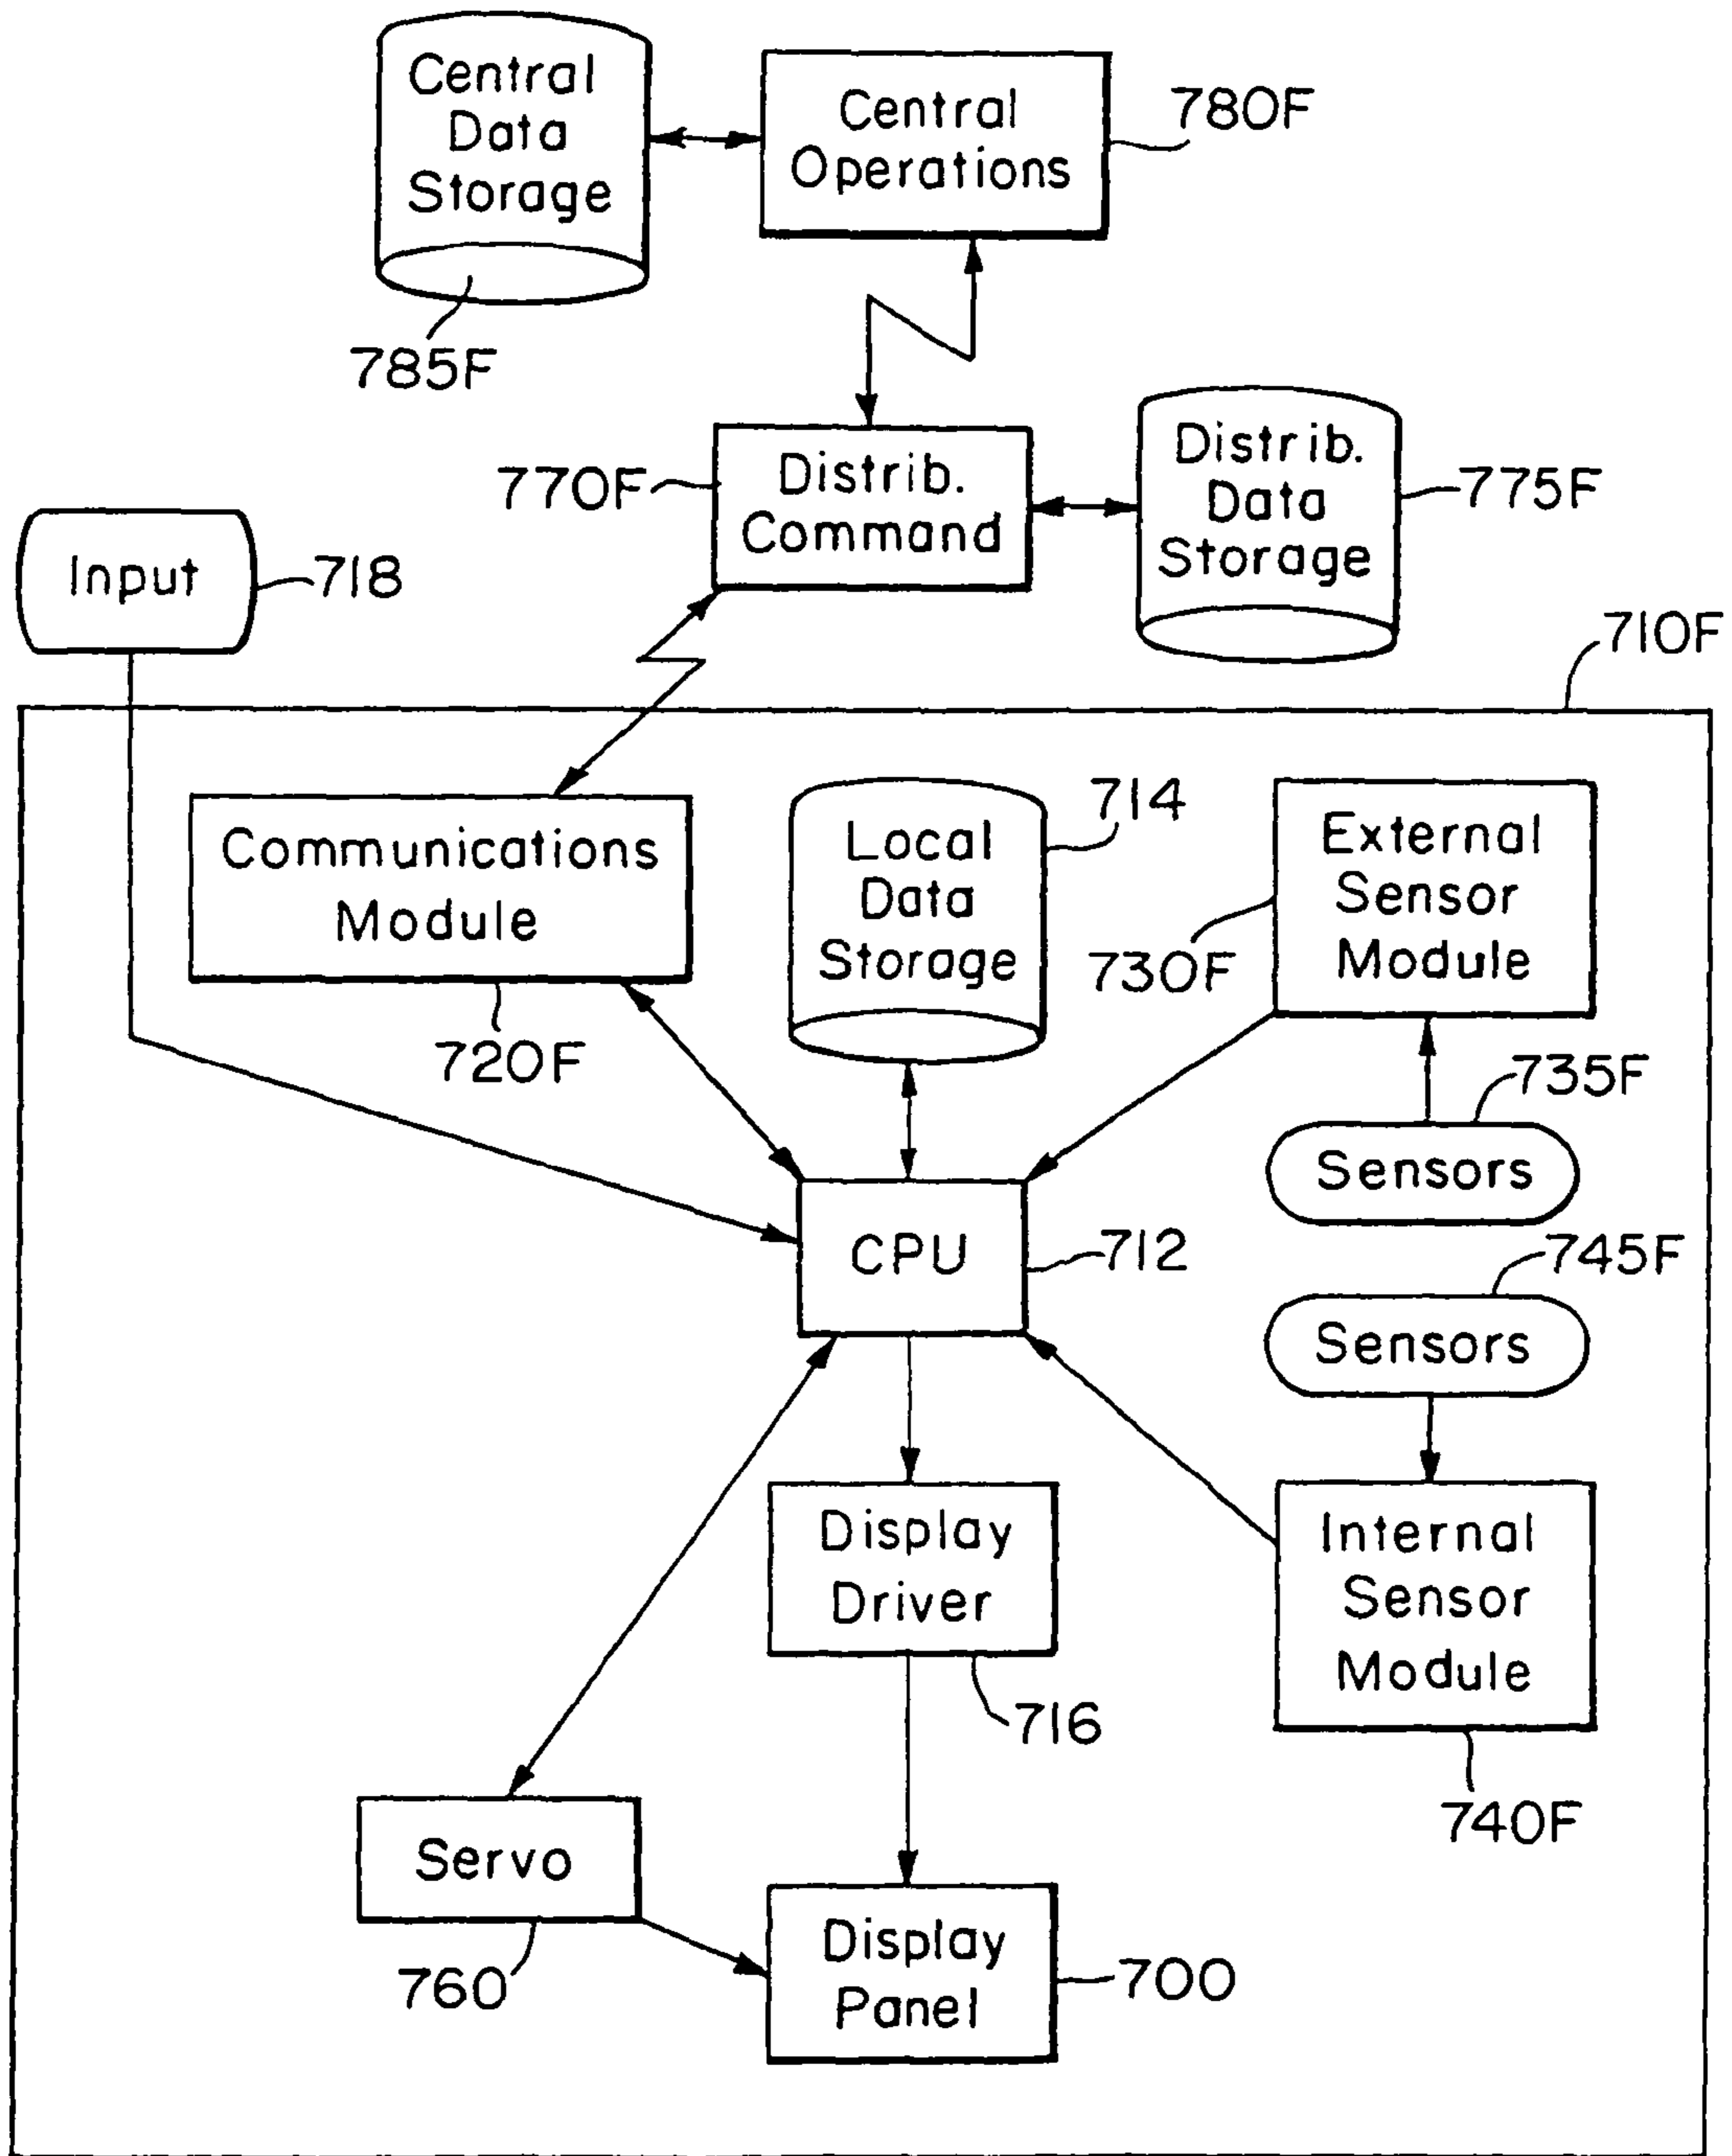 Central
Data
Storage
785F
Central
Operations
780F
Distrib.
Command
770F
Distrib.
Data
Storage
775F
Input
718
710F
Communications
Module
720F
Local
Data
Storage
714
External
Sensor
Module
730F
735F
Sensors
CPU
712
745F
Sensors
Display
Driver
716
Internal
Sensor
Module
740F
Servo
760
Display
Panel
700